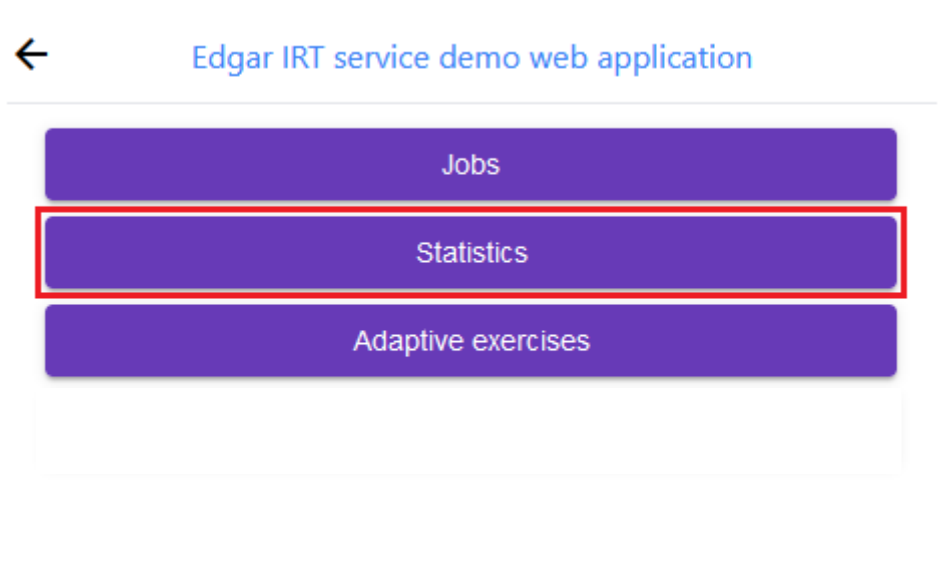 Edgar IRT service demo web application
Jobs
Statistics
Adaptive exercises